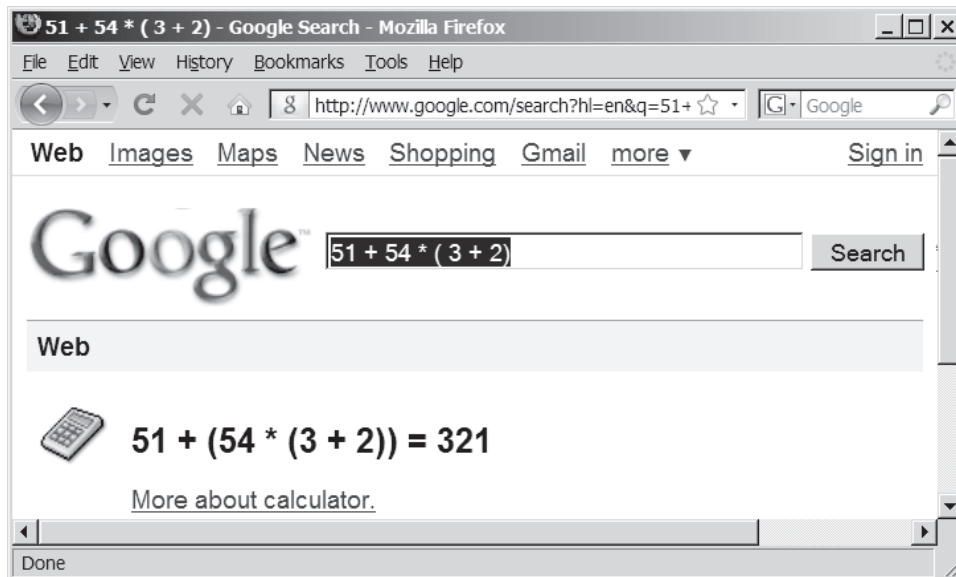 51 + 54 * ( 3 + 2) - Google Search - Mozilla Firefox
File Edit View History Bookmarks Tools Help
8 http://www.google.com/search?hl=en&q=51+ G Google
Web Images Maps News Shopping Gmail more ▼ Sign in
Google™ 51 + 54 * ( 3 + 2) Search
Web
51 + (54 * (3 + 2)) = 321
More about calculator.
Done